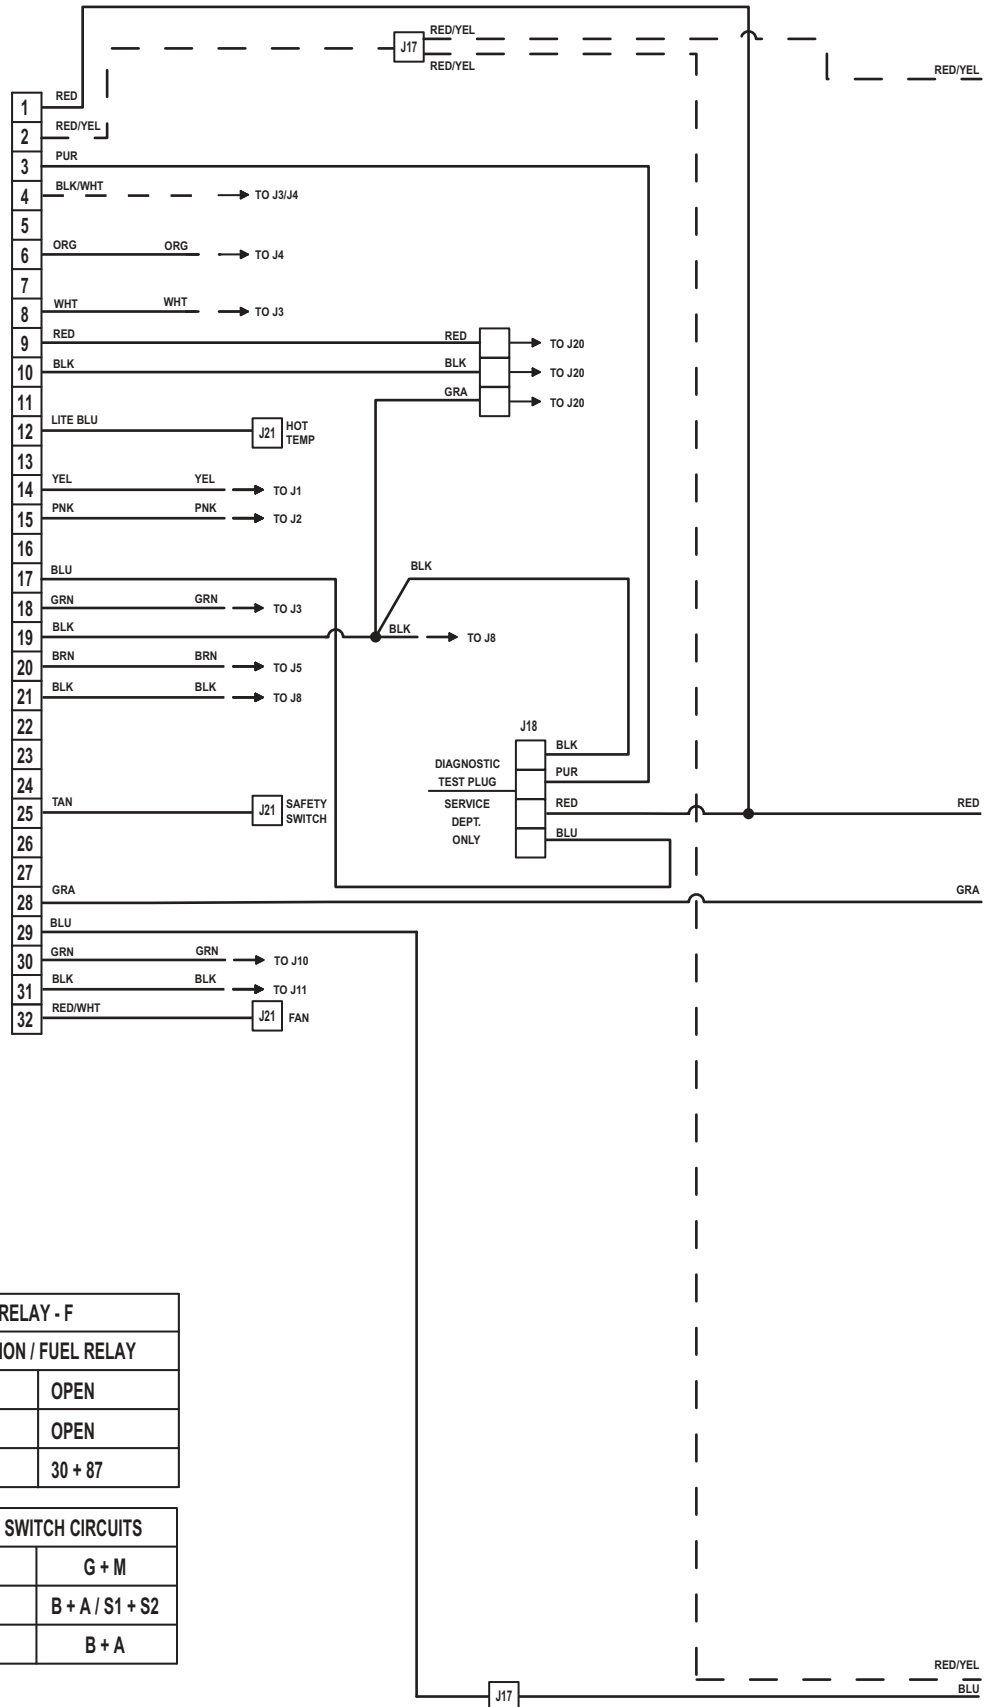 RED/YEL
J17
RED/YEL
RED/YEL
1 RED
2 RED/YEL
3 PUR
4 BLK/WHT TO J3/J4
5
6 ORG ORG TO J4
7
8 WHT WHT TO J3
9 RED RED TO J20
10 BLK BLK TO J20
11 GRA TO J20
12 LITE BLU J21 HOT
TEMP
13
14 YEL YEL TO J1
15 PNK PNK TO J2
16
17 BLU BLK
18 GRN GRN TO J3
19 BLK BLK TO J8
20 BRN BRN TO J5
21 BLK BLK TO J8
22
23
24
25 TAN J21 SAFETY
SWITCH
26
27
28 GRA GRA
29 BLU
30 GRN GRN TO J10
31 BLK BLK TO J11
32 RED/WHT J21 FAN
J18
DIAGNOSTIC
TEST PLUG
SERVICE
DEPT.
ONLY
BLK
PUR
RED RED
BLU
RELAY - F
ION / FUEL RELAY
OPEN
OPEN
30 + 87
SWITCH CIRCUITS
G + M
B + A / S1 + S2
B + A
RED/YEL
J17 BLU